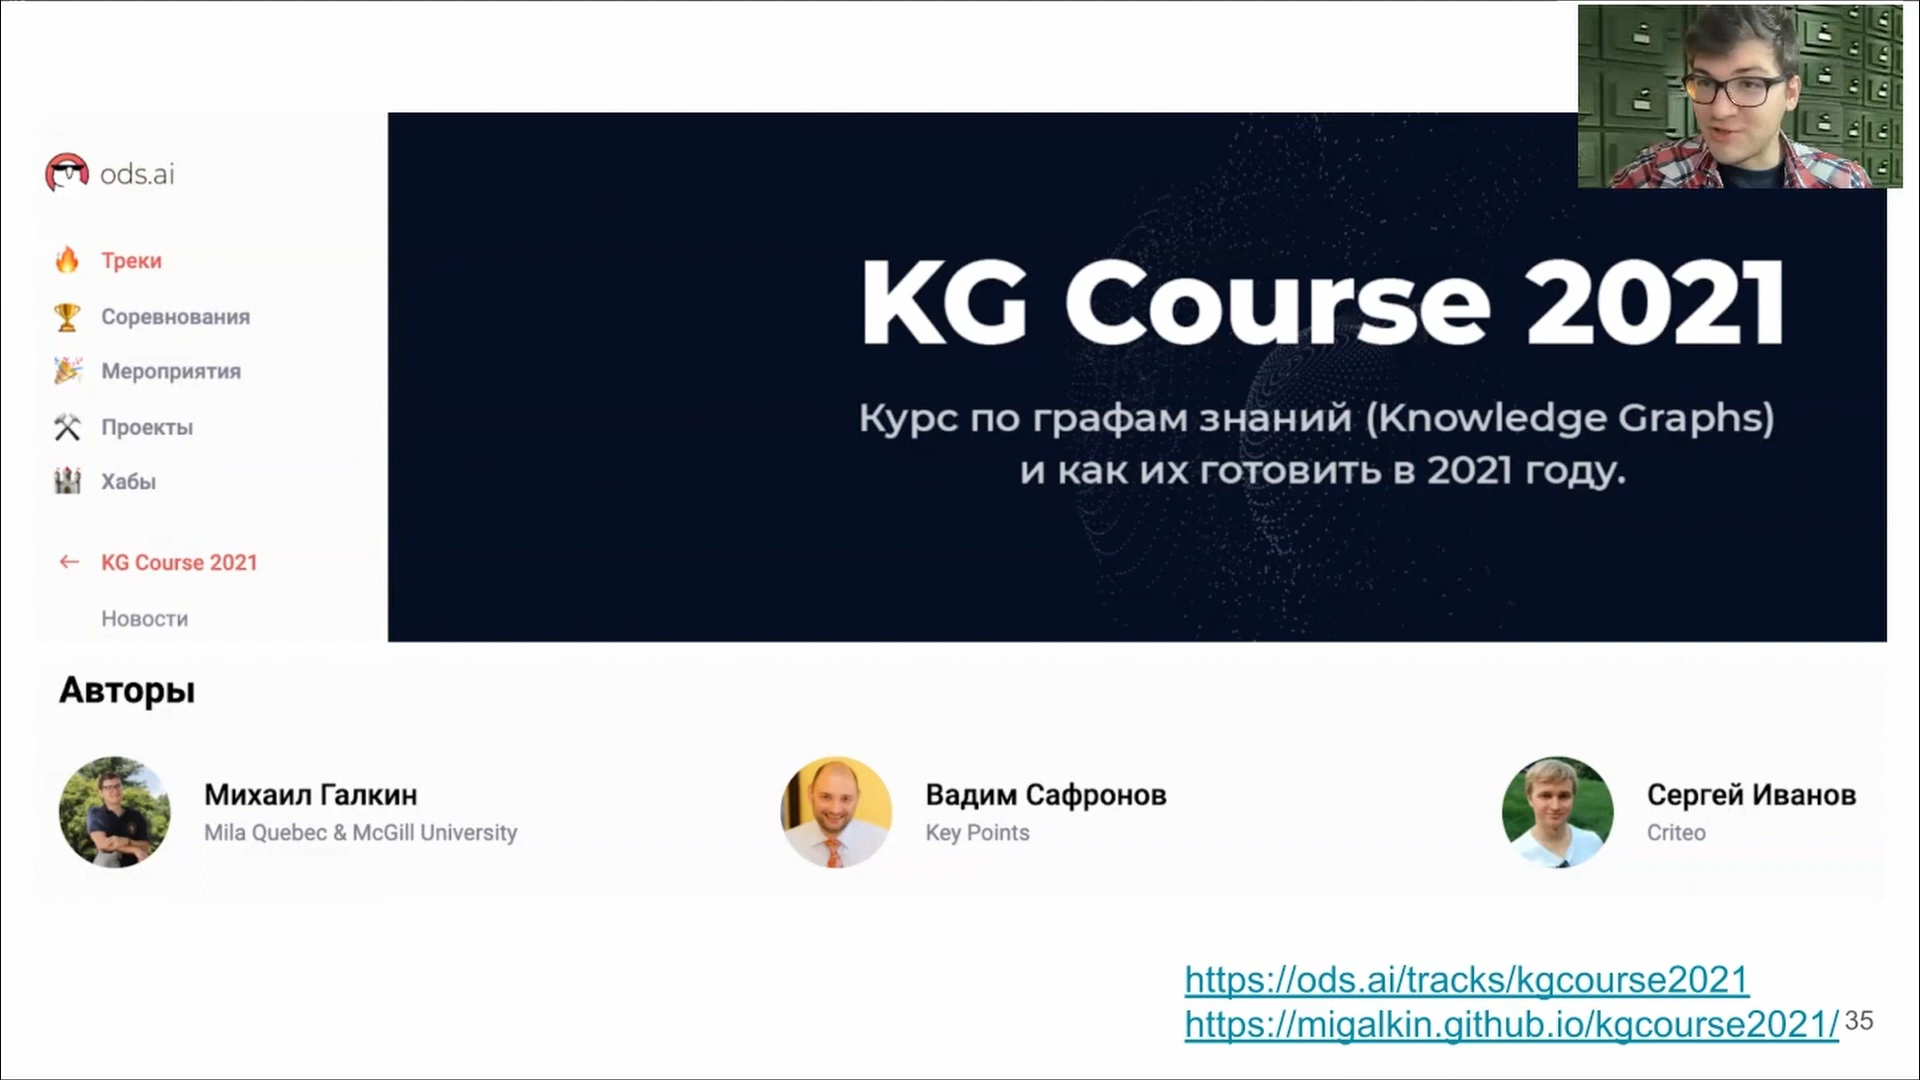 ods.ai
Треки
Соревнования
Мероприятия
Проекты
Хабы
KG Course 2021
Новости
KG Course 2021
Курс по графам знаний (Knowledge Graphs)
и как их готовить в 2021 году.
Авторы
Михаил Галкин
Mila Quebec & McGill University
Вадим Сафронов
Key Points
Сергей Иванов
Criteo
https://ods.ai/tracks/kgcourse2021
https://migalkin.github.io/kgcourse2021/
35